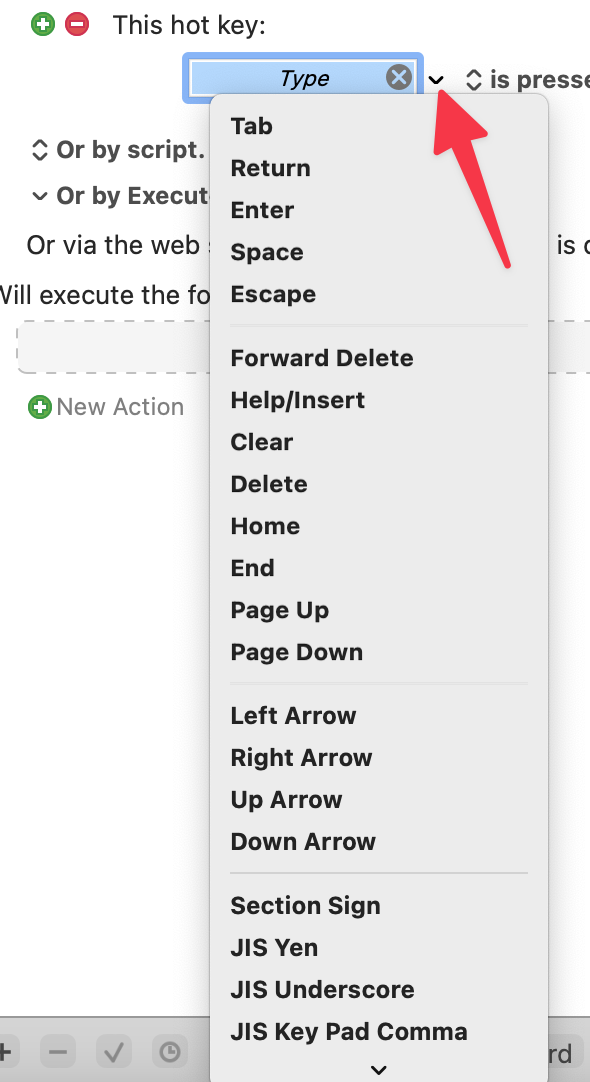 This hot key:
Type
is presse
Or by script.
Or by Execut
Or via the web
is
Will execute the fo
New Action
Tab
Return
Enter
Space
Escape
Forward Delete
Help/Insert
Clear
Delete
Home
End
Page Up
Page Down
Left Arrow
Right Arrow
Up Arrow
Down Arrow
Section Sign
JIS Yen
JIS Underscore
JIS Key Pad Comma
rd